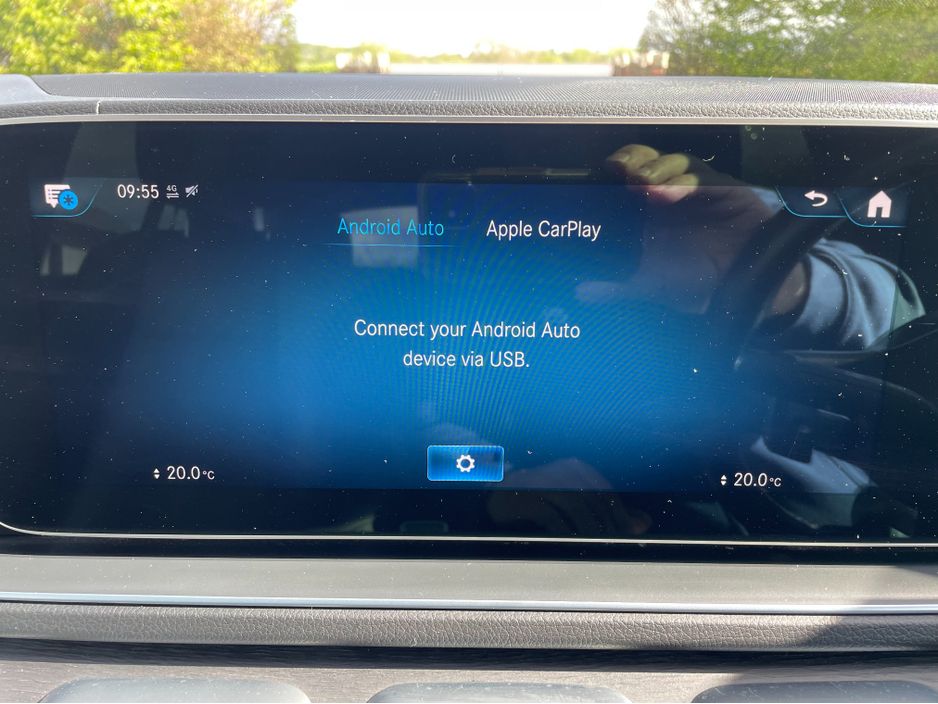 09:55 4G
Android Auto Apple CarPlay
Connect your Android Auto
device via USB.
20.0°C 20.0°C